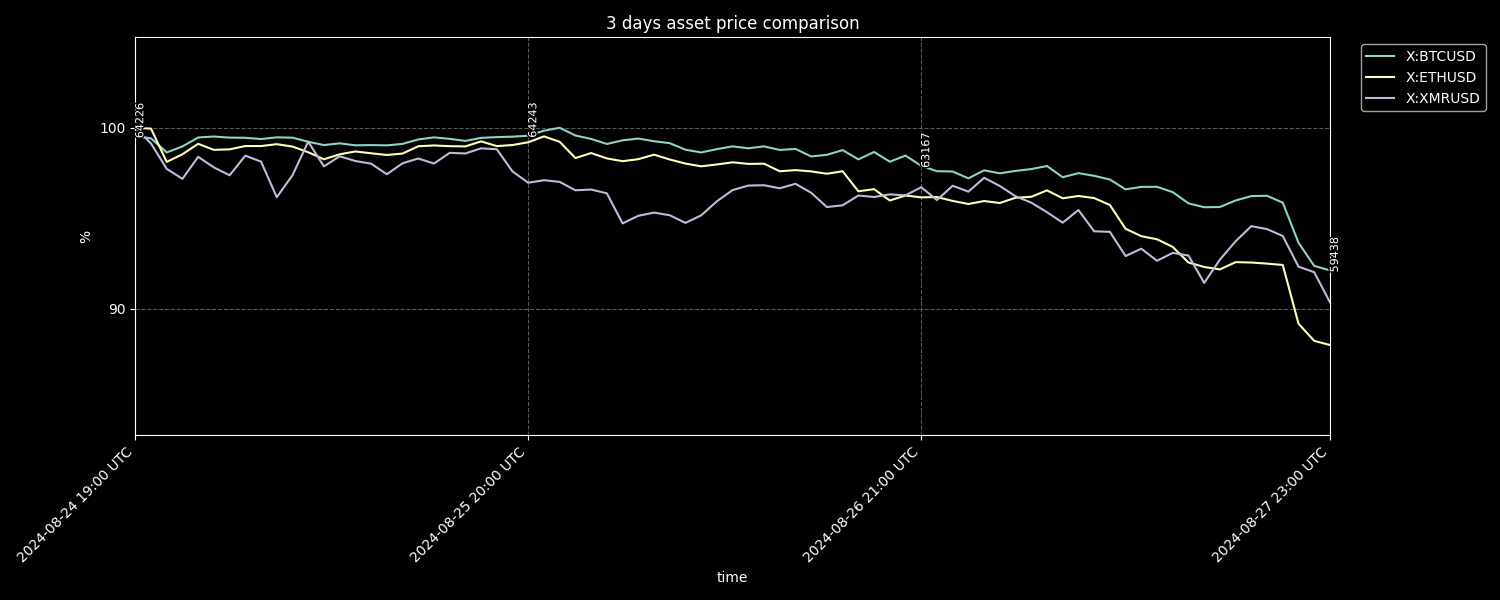 3 days asset price comparison
X:BTCUSD
X:ETHUSD
X:XMRUSD
64226
64243
63167
59438
100
90
%
2024-08-24 19:00 UTC
2024-08-25 20:00 UTC
2024-08-26 21:00 UTC
2024-08-27 23:00 UTC
time